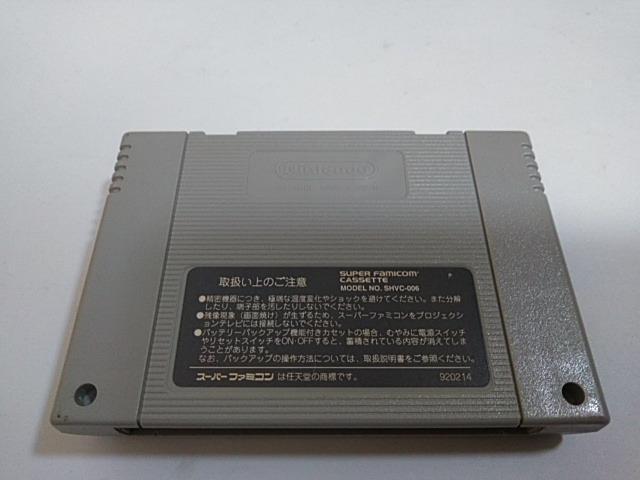 Nintendo
取扱い上のご注意
SUPER FAMICOM
CASSETTE
MODEL NO. SHVC-006
●精密機器につき、極端な温度変化やショックを避けてください。また分解
したり、端子部を汚したりしないでください。
●残像現象(画面焼け)が生ずるため、スーパーファミコンをプロジェクシ
ョンテレビには接続しないでください。
●バッテリーバックアップ機能付きカセットの場合、むやみに電源スイッチ
やリセットスイッチをON・OFFすると、蓄積されている内容が消えてしま
うことがあります。
なお、バックアップの操作方法については、取扱説明書をご参照ください。
スーパーファミコン は任天堂の商標です。
920214